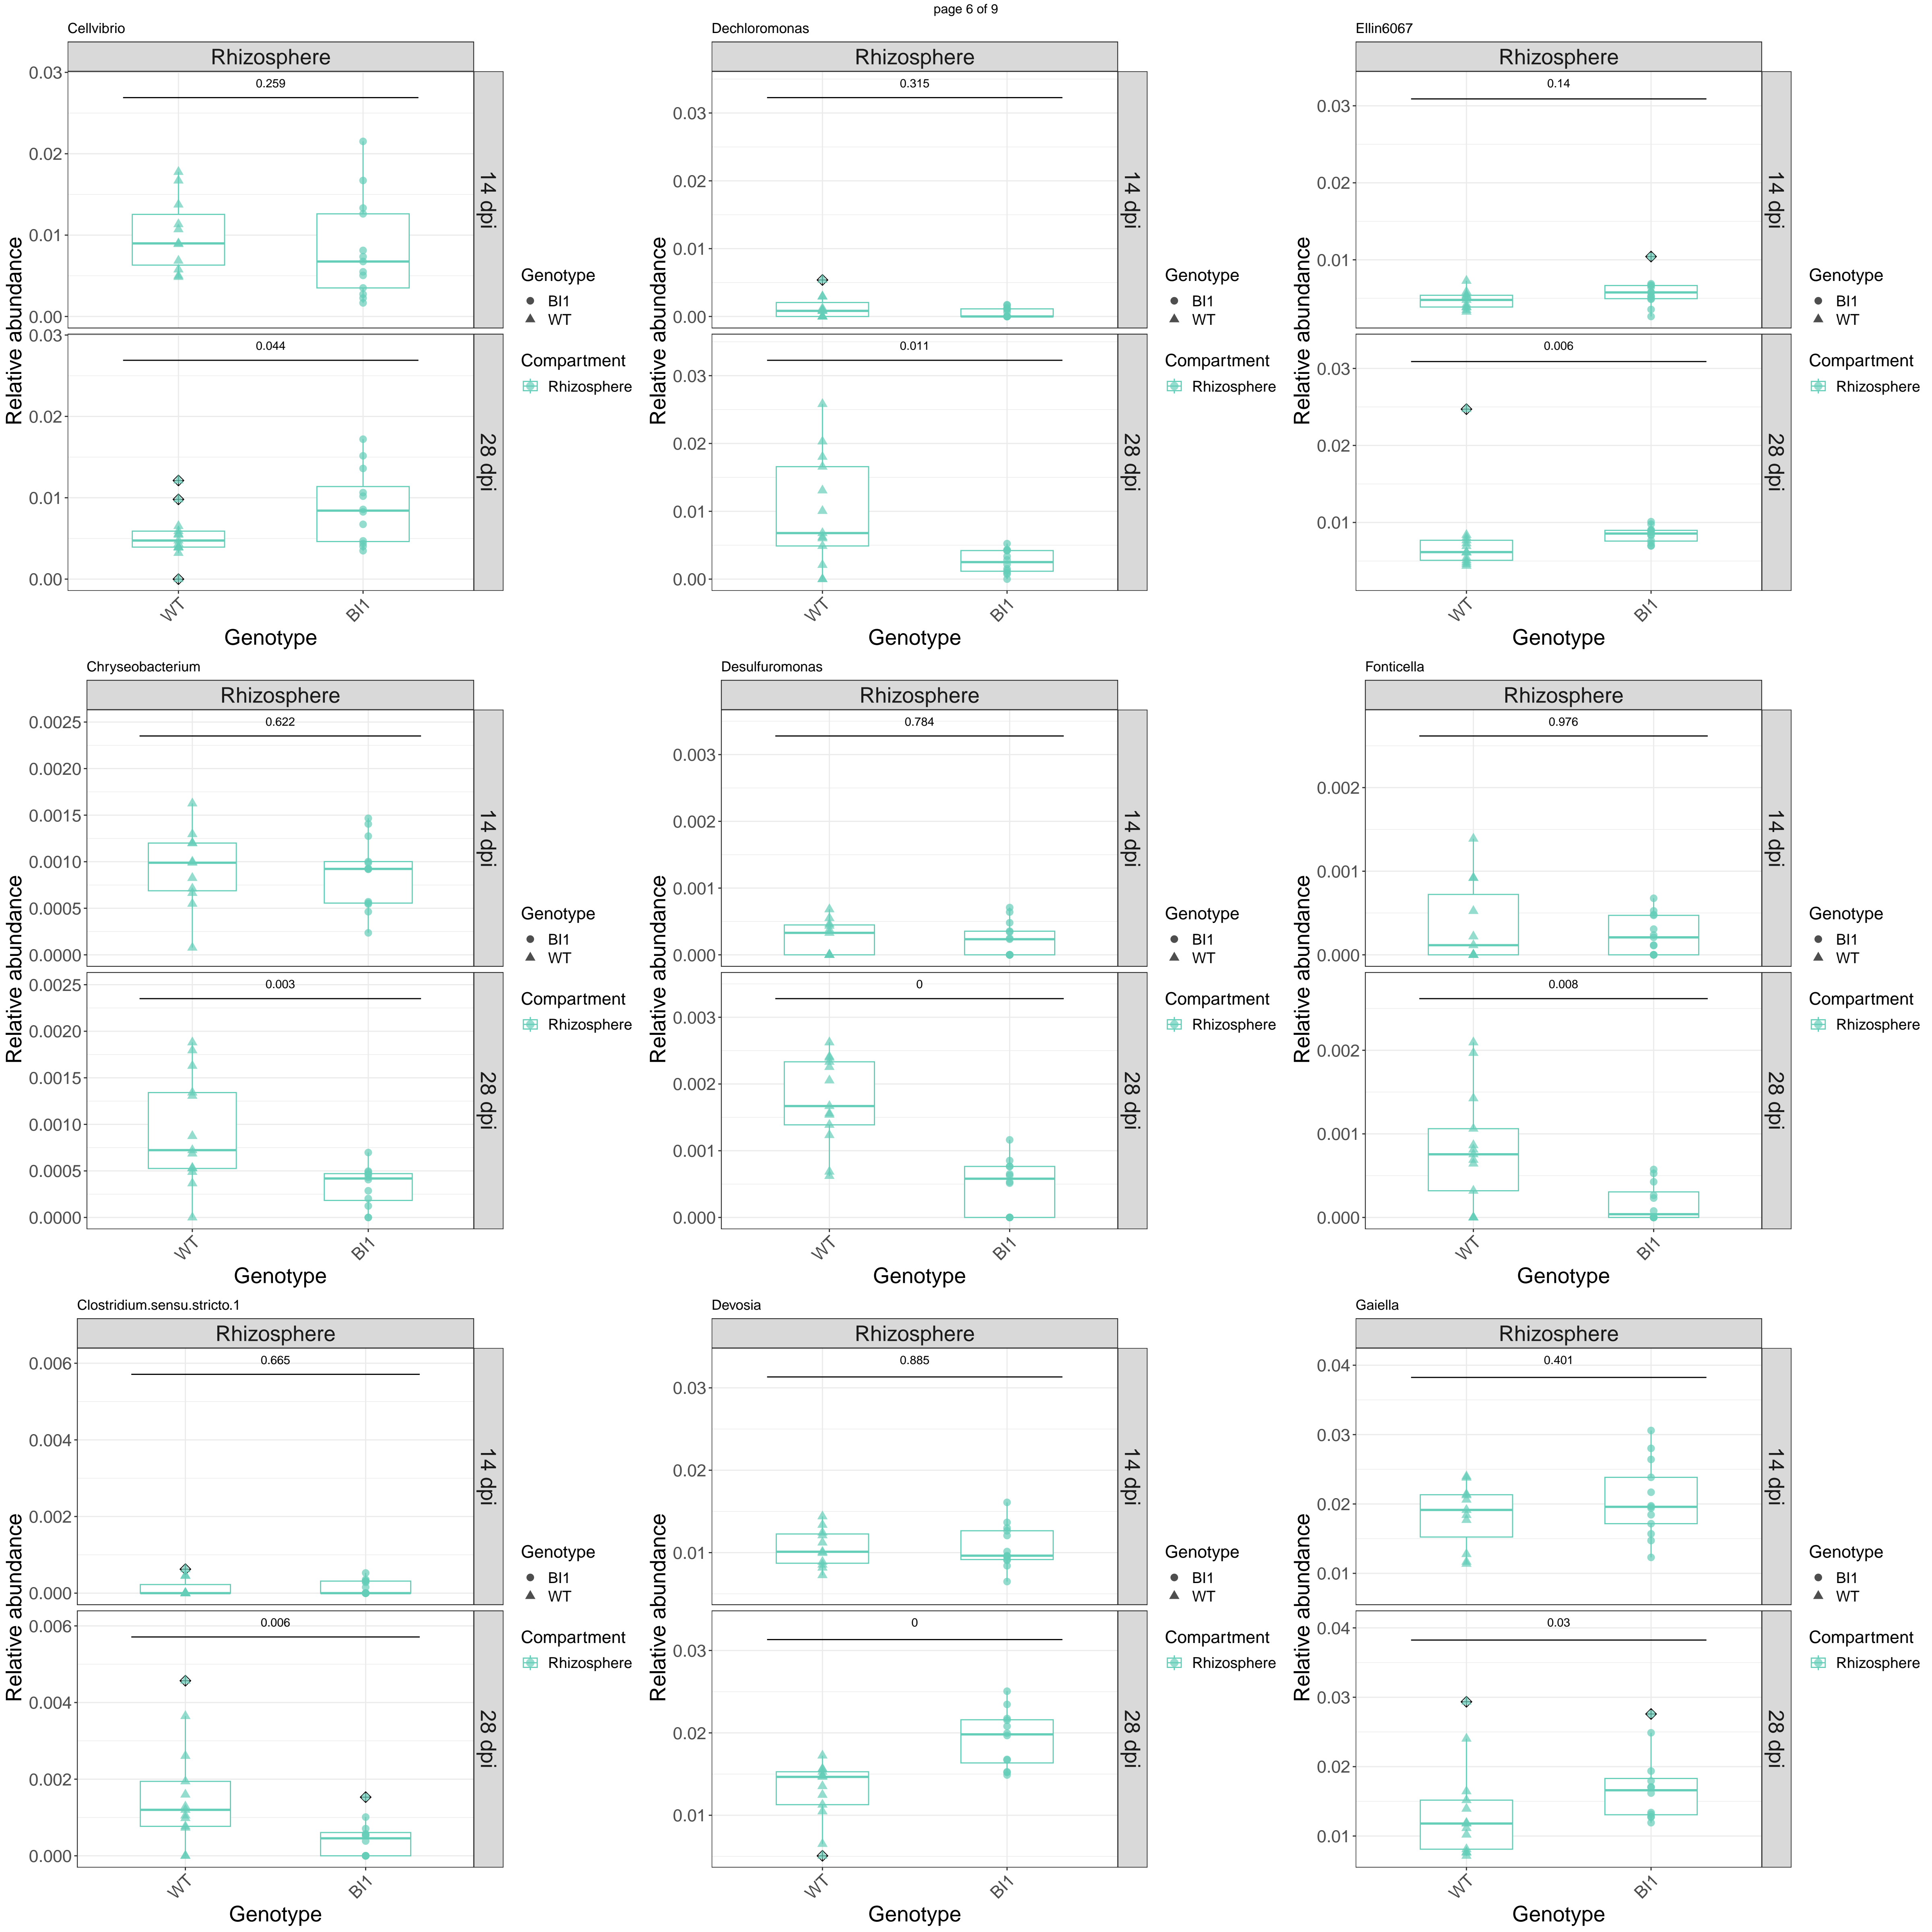 page 6 of 9
Cellvibrio
Rhizosphere
0.259
0.03
0.02
0.01
0.00
14 dpi
0.044
0.03
0.02
0.01
0.00
28 dpi
Relative abundance
WT
BI1
Genotype
Genotype
BI1
WT
Compartment
Rhizosphere
Dechloromonas
Rhizosphere
0.315
0.03
0.02
0.01
0.00
14 dpi
0.011
0.03
0.02
0.01
0.00
28 dpi
Relative abundance
WT
BI1
Genotype
Genotype
BI1
WT
Compartment
Rhizosphere
Ellin6067
Rhizosphere
0.14
0.03
0.02
0.01
14 dpi
0.006
0.03
0.02
0.01
28 dpi
Relative abundance
WT
BI1
Genotype
Genotype
BI1
WT
Compartment
Rhizosphere
Chryseobacterium
Rhizosphere
0.622
0.0025
0.0020
0.0015
0.0010
0.0005
0.0000
14 dpi
0.003
0.0025
0.0020
0.0015
0.0010
0.0005
0.0000
28 dpi
Relative abundance
WT
BI1
Genotype
Genotype
BI1
WT
Compartment
Rhizosphere
Desulfuromonas
Rhizosphere
0.784
0.003
0.002
0.001
0.000
14 dpi
0
0.003
0.002
0.001
0.000
28 dpi
Relative abundance
WT
BI1
Genotype
Genotype
BI1
WT
Compartment
Rhizosphere
Fonticella
Rhizosphere
0.976
0.002
0.001
0.000
14 dpi
0.008
0.002
0.001
0.000
28 dpi
Relative abundance
WT
BI1
Genotype
Genotype
BI1
WT
Compartment
Rhizosphere
Clostridium.sensu.stricto.1
Rhizosphere
0.665
0.006
0.004
0.002
0.000
14 dpi
0.006
0.006
0.004
0.002
0.000
28 dpi
Relative abundance
WT
BI1
Genotype
Genotype
BI1
WT
Compartment
Rhizosphere
Devosia
Rhizosphere
0.885
0.03
0.02
0.01
14 dpi
0
0.03
0.02
0.01
28 dpi
Relative abundance
WT
BI1
Genotype
Genotype
BI1
WT
Compartment
Rhizosphere
Gaiella
Rhizosphere
0.401
0.04
0.03
0.02
0.01
14 dpi
0.03
0.04
0.03
0.02
0.01
28 dpi
Relative abundance
WT
BI1
Genotype
Genotype
BI1
WT
Compartment
Rhizosphere